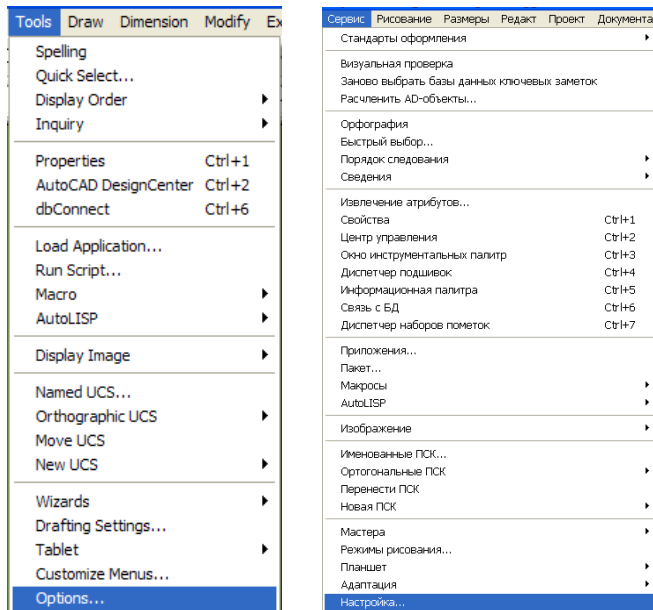 Tools Draw Dimension Modify Ex
Spelling
Quick Select...
Display Order
Inquiry
Properties Ctrl+1
AutoCAD DesignCenter Ctrl+2
dbConnect Ctrl+6
Load Application...
Run Script...
Macro
AutoLISP
Display Image
Named UCS...
Orthographic UCS
Move UCS
New UCS
Wizards
Drafting Settings...
Tablet
Customize Menus...
Options...
Сервис Рисование Размеры Редакт Проект Документа
Стандарты оформления
Визуальная проверка
Заново выбрать базы данных ключевых заметок
Расчленить AD-объекты...
Орфография
Быстрый выбор...
Порядок следования
Сведения
Извлечение атрибутов...
Свойства Ctrl+1
Центр управления Ctrl+2
Окно инструментальных палитр Ctrl+3
Диспетчер подшивок Ctrl+4
Информационная палитра Ctrl+5
Связь с БД Ctrl+6
Диспетчер наборов пометок Ctrl+7
Приложения...
Пакет...
Макросы
AutoLISP
Изображение
Именованные ПСК...
Ортогональные ПСК
Перенести ПСК
Новая ПСК
Мастера
Режимы рисования...
Планшет
Адаптация
Настройка...